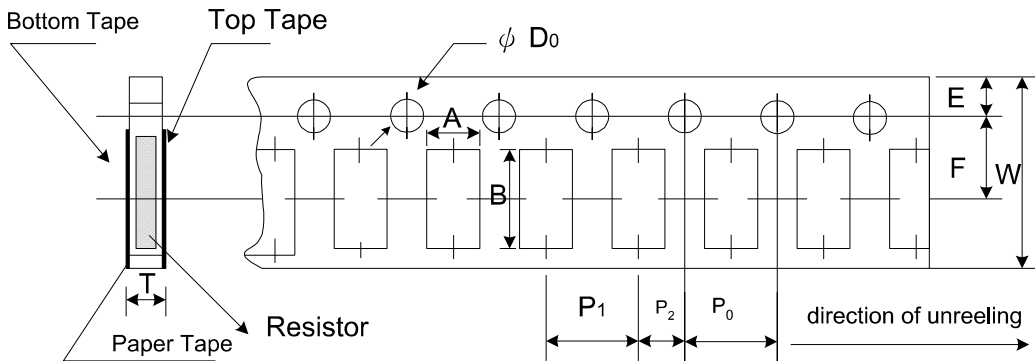 Bottom Tape
Top Tape
ϕ D0
E
A
F
W
B
T
P1
P2
P0
direction of unreeling
Resistor
Paper Tape